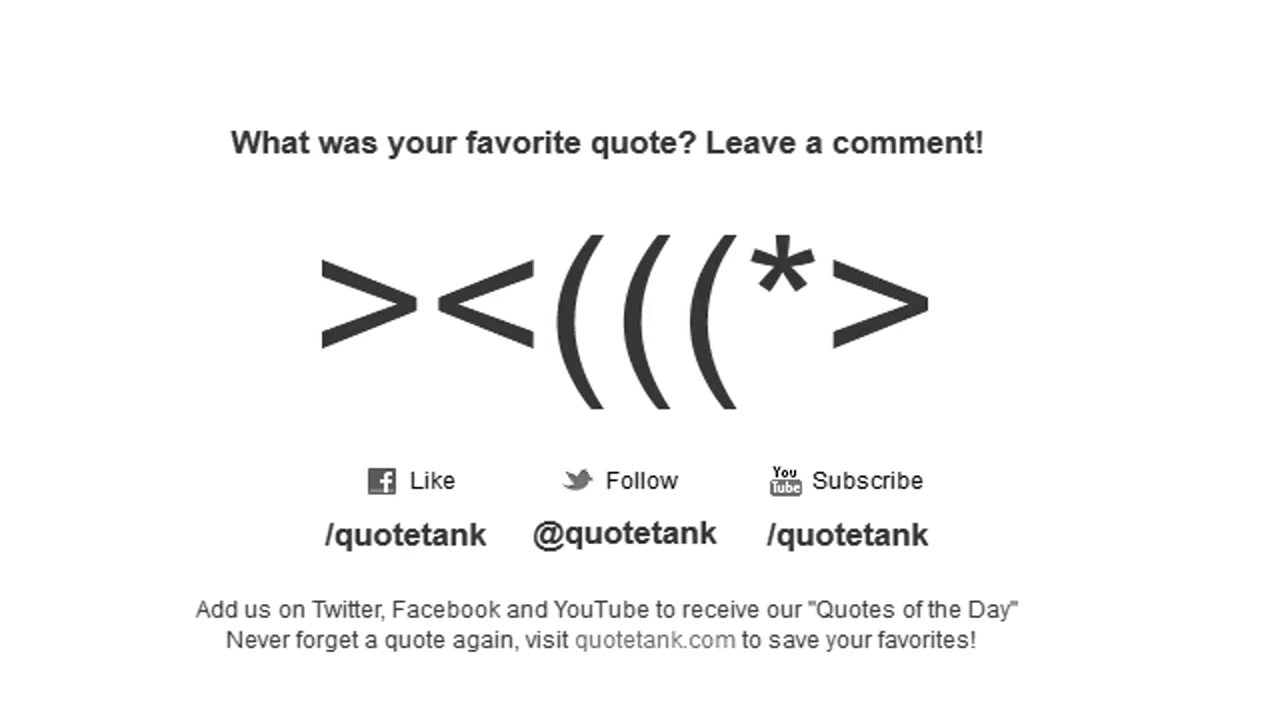 What was your favorite quote? Leave a comment!
><(((*>
f Like Follow You Tube Subscribe
/quotetank @quotetank /quotetank
Add us on Twitter, Facebook and YouTube to receive our "Quotes of the Day"
Never forget a quote again, visit quotetank.com to save your favorites!